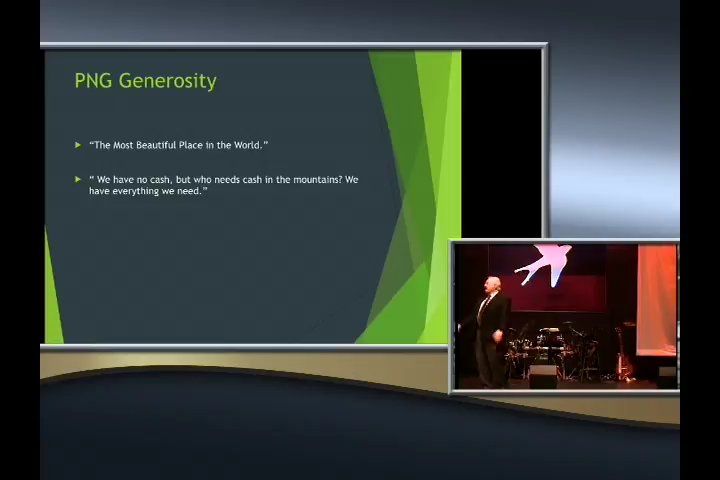 PNG Generosity
“The Most Beautiful Place in the World.”
“ We have no cash, but who needs cash in the mountains? We
have everything we need.”